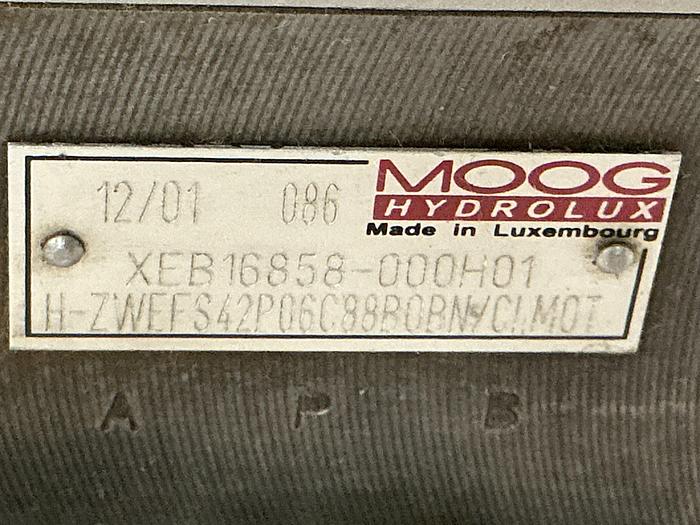 12/01 086
MOOG
HYDROLUX
Made in Luxembourg
XEB16858-000H01
H-ZWEFS42P06C88B0BN/CLM0T
A P B